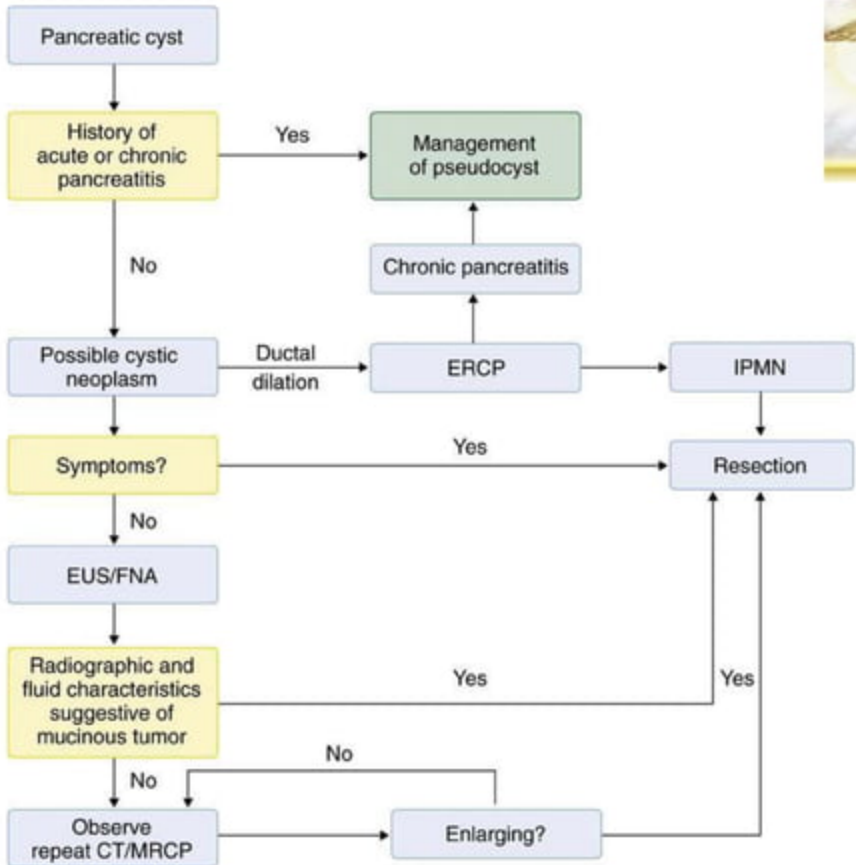 Pancreatic cyst
History of
acute or chronic
pancreatitis
Yes
Management
of pseudocyst
No
Chronic pancreatitis
Possible cystic
neoplasm
Ductal
dilation
ERCP
IPMN
Symptoms?
Yes
Resection
No
EUS/FNA
Radiographic and
fluid characteristics
suggestive of
mucinous tumor
Yes
Yes
No
No
Observe
repeat CT/MRCP
Enlarging?